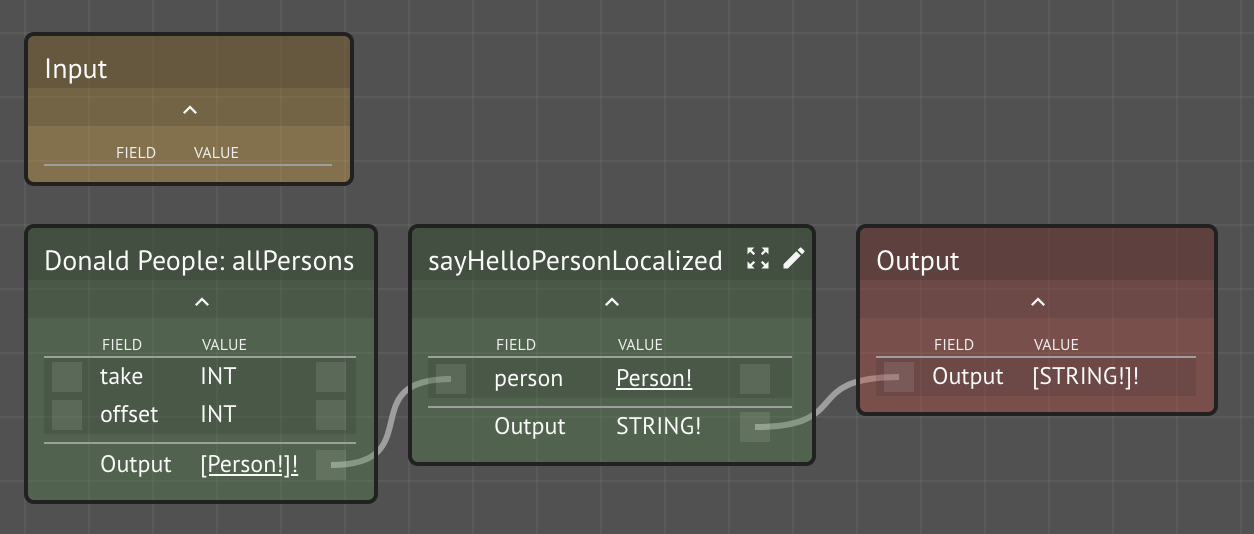 Input
FIELD VALUE
Donald People: allPersons
FIELD VALUE
take INT
offset INT
Output [Person!]!
sayHelloPersonLocalized
FIELD VALUE
person Person!
Output STRING!
Output
FIELD VALUE
Output [STRING!]!